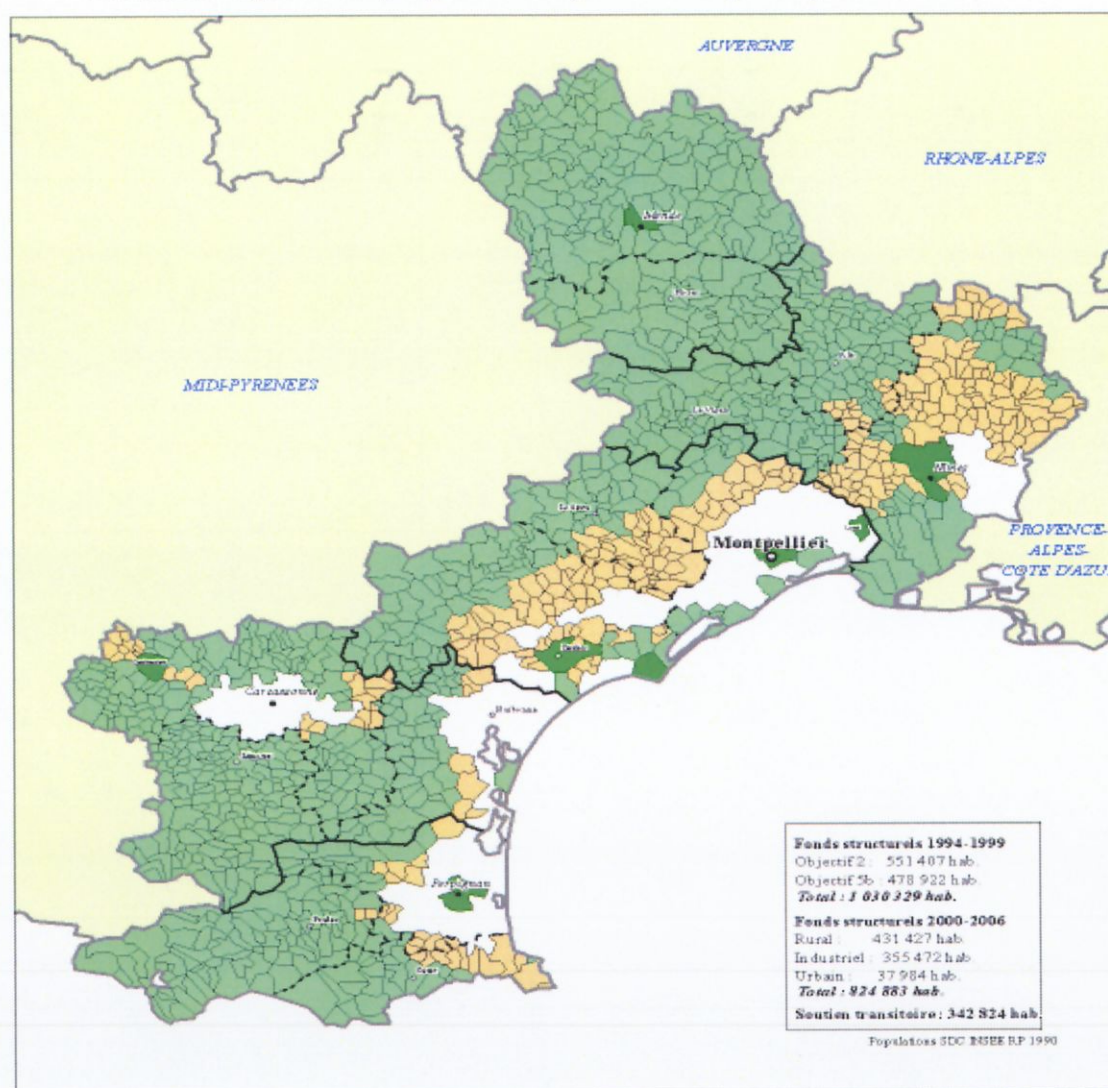 AUVERGNE
RHONE-ALPES
Mende
MIDI-PYRENEES
Nimes
PROVENCE-
ALPES-
COTE D'AZUR
Montpellier
Carcassonne
Narbonne
Perpignan
Prades
Fonds structurels 1994-1999
Objectif 2 : 551 407 hab.
Objectif 5b : 478 922 hab.
Total : 1 030 329 hab.
Fonds structurels 2000-2006
Rural : 431 427 hab.
Industriel : 355 472 hab.
Urbain : 37 984 hab.
Total : 824 883 hab.
Soutien transitoire : 342 824 hab.
Populations SDC INSEE RP 1990